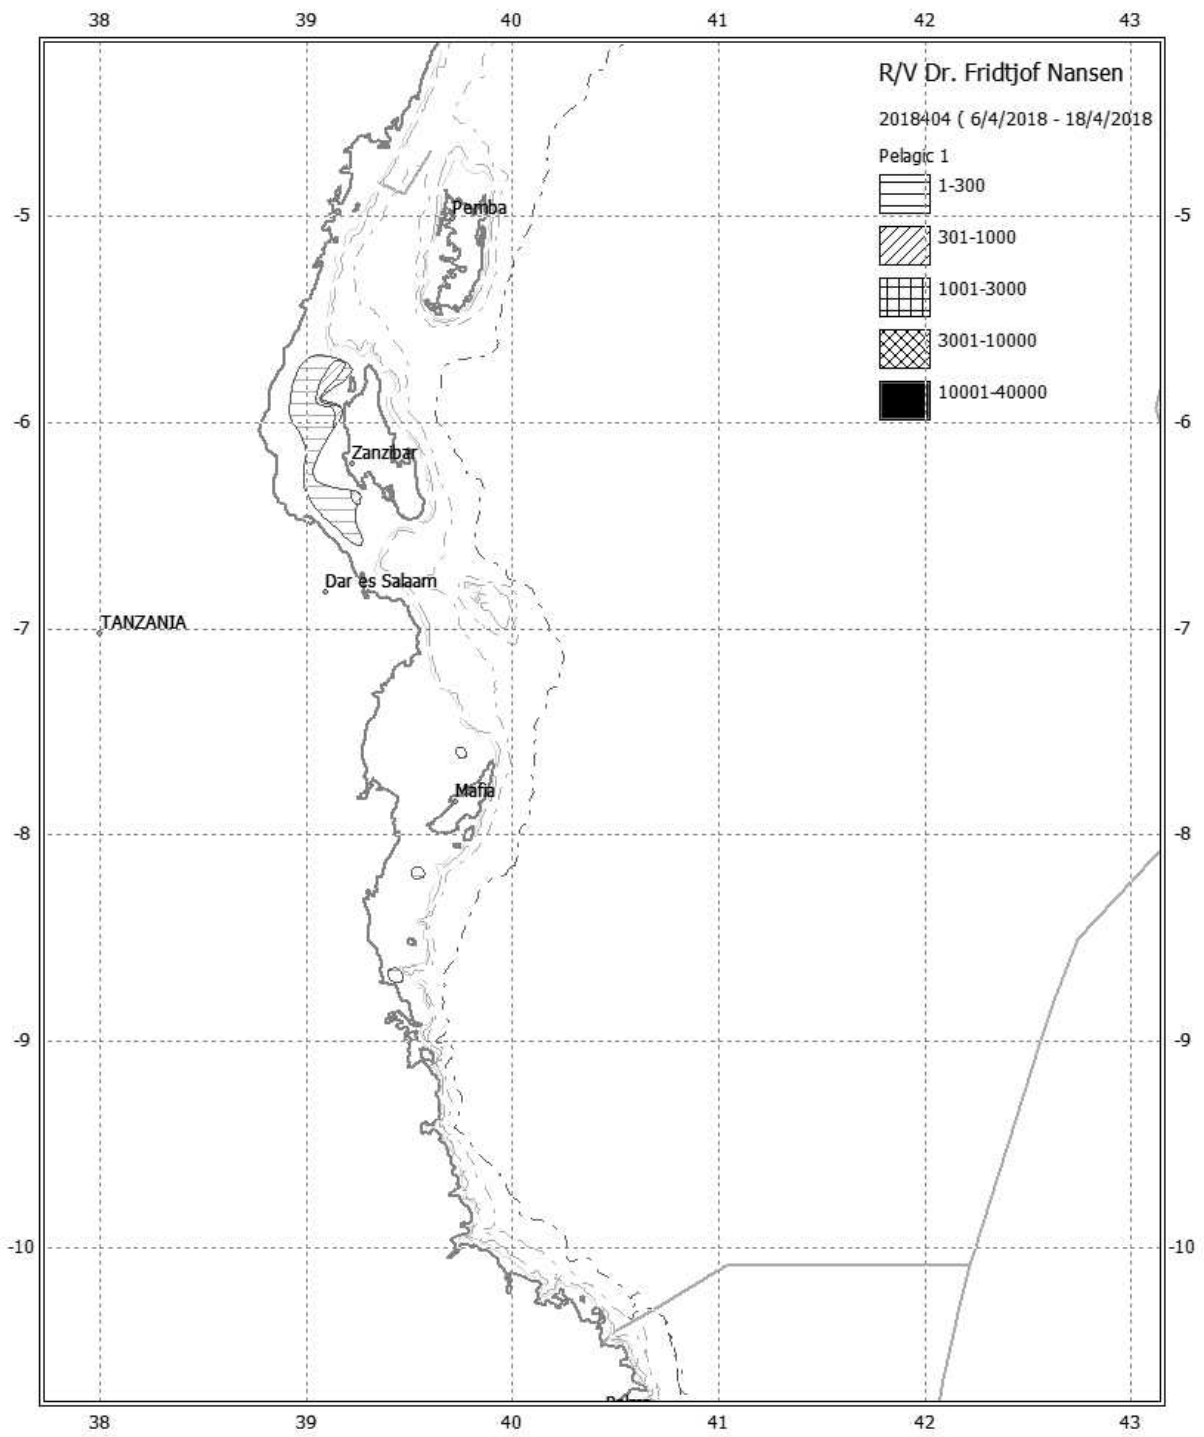 38 39 40 41 42 43
R/V Dr. Fridtjof Nansen
2018404 ( 6/4/2018 - 18/4/2018
Pelagic 1
1-300
301-1000
1001-3000
3001-10000
10001-40000
-5 -5
Pemba
-6 -6
Zanzibar
Dar es Salaam
TANZANIA
-7 -7
Mafia
-8 -8
-9 -9
-10 -10
38 39 40 41 42 43